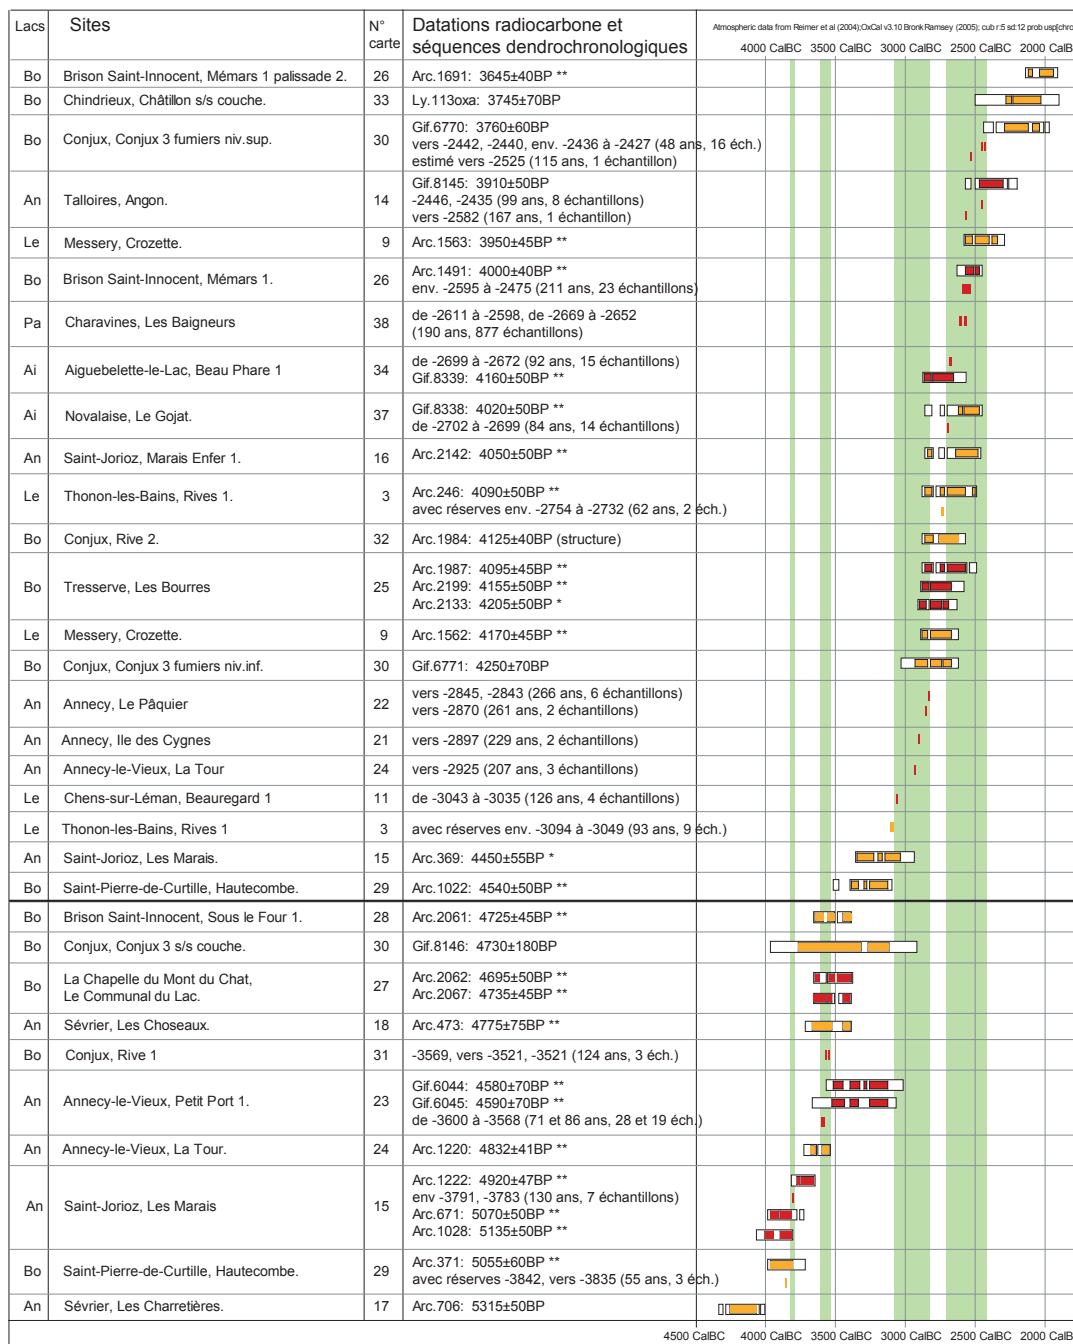 Lacs Sites N° carte Datations radiocarbone et séquences dendrochronologiques
Atmospheric data from Reimer et al (2004);OxCal v3.10 Bronk Ramsey (2005); cub r:5 sd:12 prob usp[chro
4000 CalBC 3500 CalBC 3000 CalBC 2500 CalBC 2000 CalBC
Bo Brison Saint-Innocent, Mémars 1 palissade 2. 26 Arc.1691: 3645±40BP **
Bo Chindrieux, Châtillon s/s couche. 33 Ly.113oxa: 3745±70BP
Bo Conjux, Conjux 3 fumiers niv.sup. 30 Gif.6770: 3760±60BP
vers -2442, -2440, env. -2436 à -2427 (48 ans, 16 éch.)
estimé vers -2525 (115 ans, 1 échantillon)
An Talloires, Angon. 14 Gif.8145: 3910±50BP
-2446, -2435 (99 ans, 8 échantillons)
vers -2582 (167 ans, 1 échantillon)
Le Messery, Crozette. 9 Arc.1563: 3950±45BP **
Bo Brison Saint-Innocent, Mémars 1. 26 Arc.1491: 4000±40BP **
env. -2595 à -2475 (211 ans, 23 échantillons)
Pa Charavines, Les Baigneurs 38 de -2611 à -2598, de -2669 à -2652
(190 ans, 877 échantillons)
Ai Aiguebelette-le-Lac, Beau Phare 1 34 de -2699 à -2672 (92 ans, 15 échantillons)
Gif.8339: 4160±50BP **
Ai Novalaise, Le Gojat. 37 Gif.8338: 4020±50BP **
de -2702 à -2699 (84 ans, 14 échantillons)
An Saint-Jorioz, Marais Enfer 1. 16 Arc.2142: 4050±50BP **
Le Thonon-les-Bains, Rives 1. 3 Arc.246: 4090±50BP **
avec réserves env. -2754 à -2732 (62 ans, 2 éch.)
Bo Conjux, Rive 2. 32 Arc.1984: 4125±40BP (structure)
Bo Tresserve, Les Bourres 25 Arc.1987: 4095±45BP **
Arc.2199: 4155±50BP **
Arc.2133: 4205±50BP *
Le Messery, Crozette. 9 Arc.1562: 4170±45BP **
Bo Conjux, Conjux 3 fumiers niv.inf. 30 Gif.6771: 4250±70BP
An Annecy, Le Pâquier 22 vers -2845, -2843 (266 ans, 6 échantillons)
vers -2870 (261 ans, 2 échantillons)
An Annecy, Ile des Cygnes 21 vers -2897 (229 ans, 2 échantillons)
An Annecy-le-Vieux, La Tour 24 vers -2925 (207 ans, 3 échantillons)
Le Chens-sur-Léman, Beauregard 1 11 de -3043 à -3035 (126 ans, 4 échantillons)
Le Thonon-les-Bains, Rives 1 3 avec réserves env. -3094 à -3049 (93 ans, 9 éch.)
An Saint-Jorioz, Les Marais. 15 Arc.369: 4450±55BP *
Bo Saint-Pierre-de-Curtille, Hautecombe. 29 Arc.1022: 4540±50BP **
Bo Brison Saint-Innocent, Sous le Four 1. 28 Arc.2061: 4725±45BP **
Bo Conjux, Conjux 3 s/s couche. 30 Gif.8146: 4730±180BP
Bo La Chapelle du Mont du Chat, Le Communal du Lac. 27 Arc.2062: 4695±50BP **
Arc.2067: 4735±45BP **
An Sévrier, Les Choseaux. 18 Arc.473: 4775±75BP **
Bo Conjux, Rive 1 31 -3569, vers -3521, -3521 (124 ans, 3 éch.)
An Annecy-le-Vieux, Petit Port 1. 23 Gif.6044: 4580±70BP **
Gif.6045: 4590±70BP **
de -3600 à -3568 (71 et 86 ans, 28 et 19 éch.)
An Annecy-le-Vieux, La Tour. 24 Arc.1220: 4832±41BP **
An Saint-Jorioz, Les Marais 15 Arc.1222: 4920±47BP **
env -3791, -3783 (130 ans, 7 échantillons)
Arc.671: 5070±50BP **
Arc.1028: 5135±50BP **
Bo Saint-Pierre-de-Curtille, Hautecombe. 29 Arc.371: 5055±60BP **
avec réserves -3842, vers -3835 (55 ans, 3 éch.)
An Sévrier, Les Charretières. 17 Arc.706: 5315±50BP
4500 CalBC 4000 CalBC 3500 CalBC 3000 CalBC 2500 CalBC 2000 CalBC